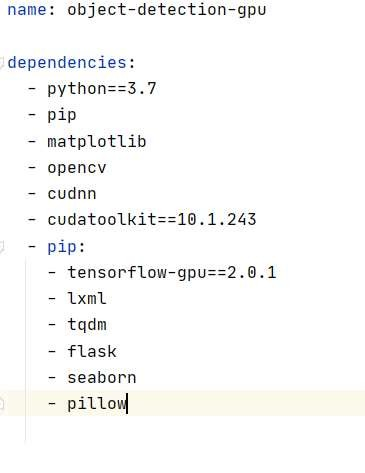 name: object-detection-gpu
dependencies:
- python==3.7
- pip
- matplotlib
- opencv
- cudnn
- cudatoolkit==10.1.243
- pip:
- tensorflow-gpu==2.0.1
- lxml
- tqdm
- flask
- seaborn
- pillow